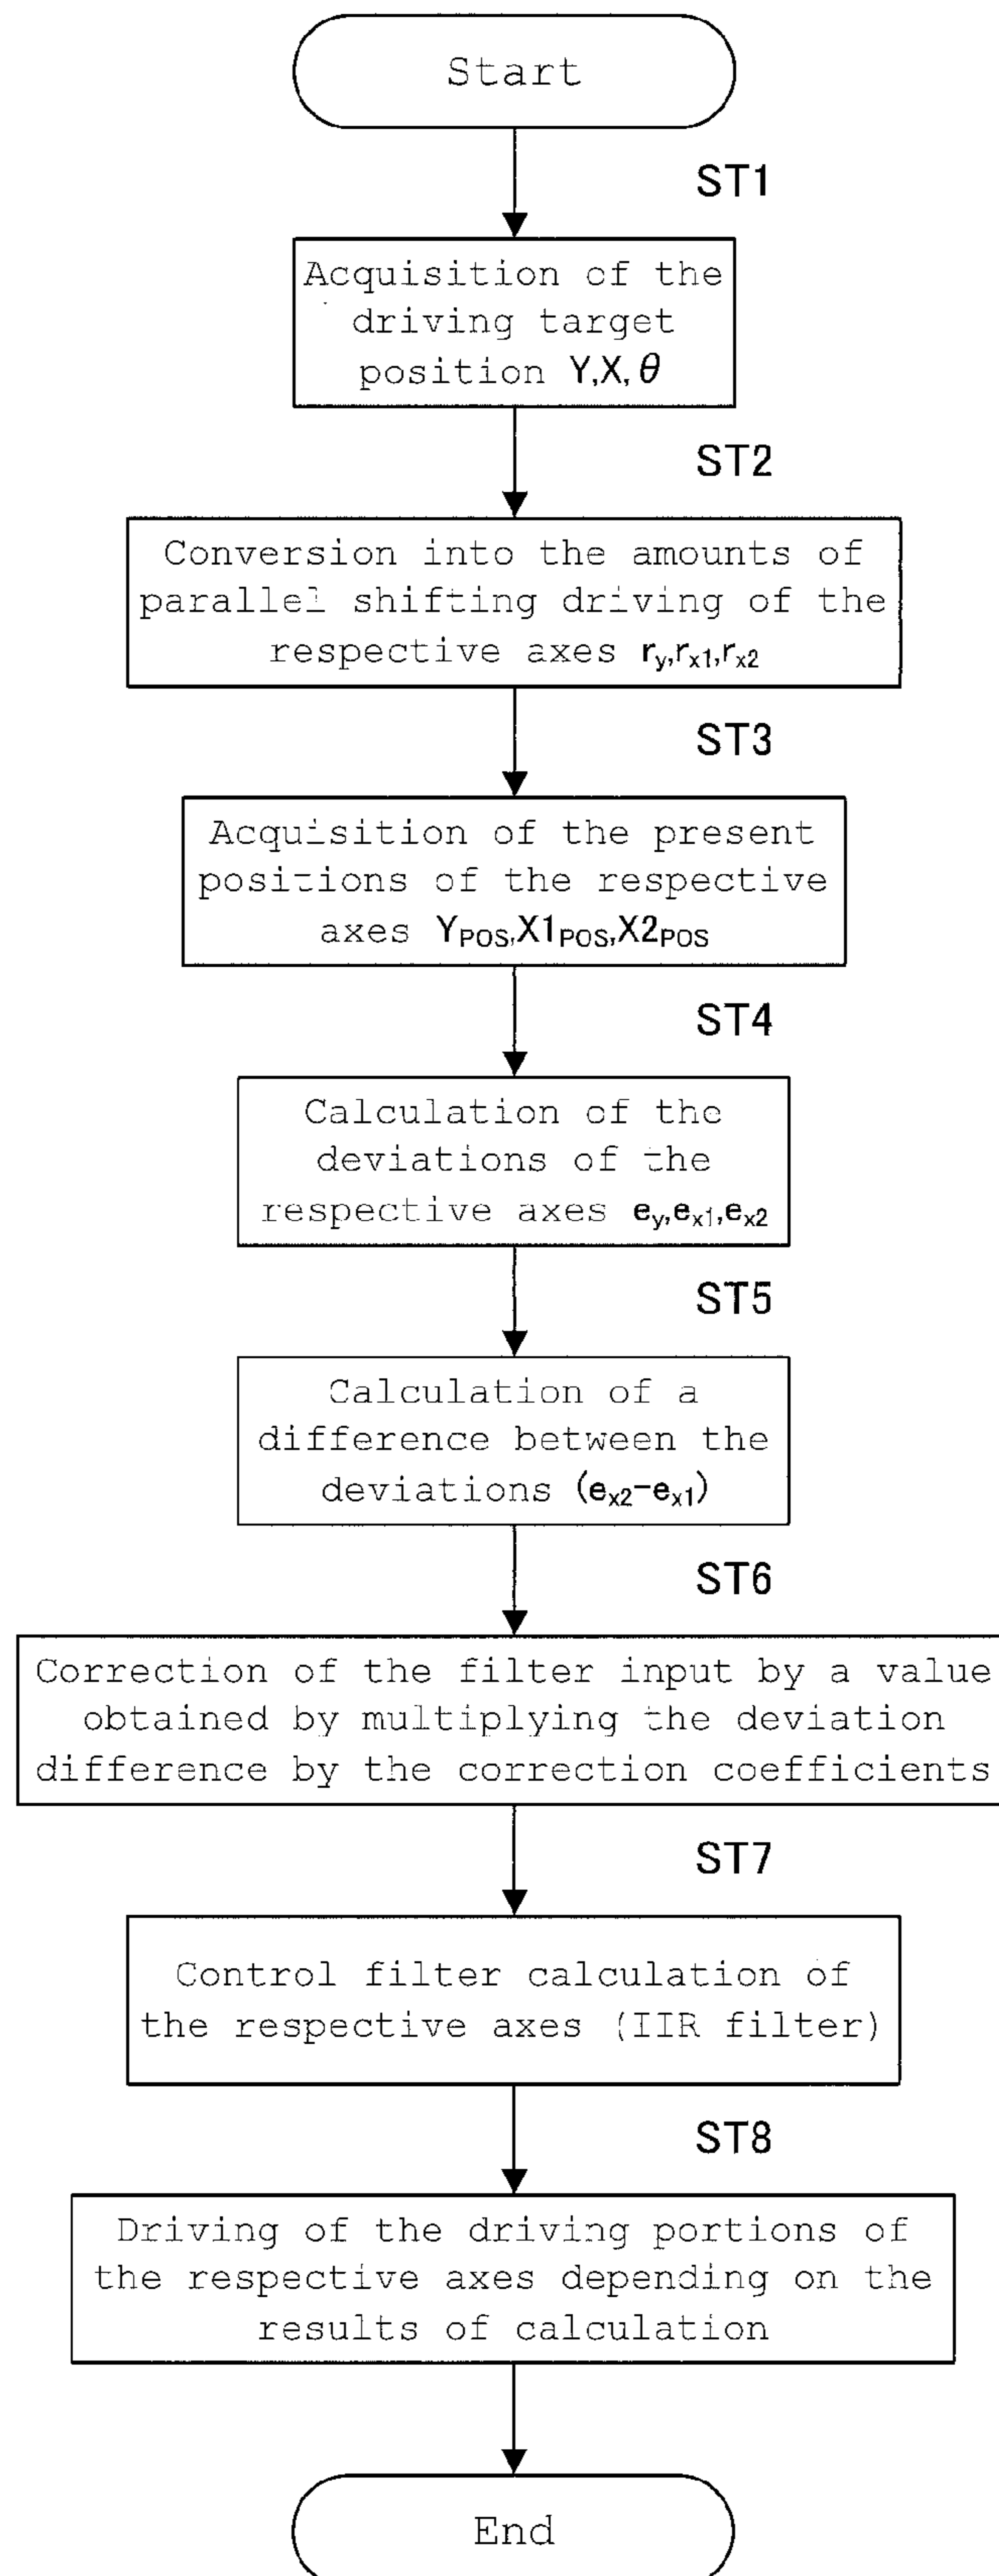 Start
ST1
Acquisition of the
driving target
position Y,X,θ
ST2
Conversion into the amounts of
parallel shifting driving of the
respective axes ry,rx1,rx2
ST3
Acquisition of the present
positions of the respective
axes YPOS,X1POS,X2POS
ST4
Calculation of the
deviations of the
respective axes ey,ex1,ex2
ST5
Calculation of a
difference between the
deviations (ex2-ex1)
ST6
Correction of the filter input by a value
obtained by multiplying the deviation
difference by the correction coefficients
ST7
Control filter calculation of
the respective axes (IIR filter)
ST8
Driving of the driving portions of
the respective axes depending on the
results of calculation
End